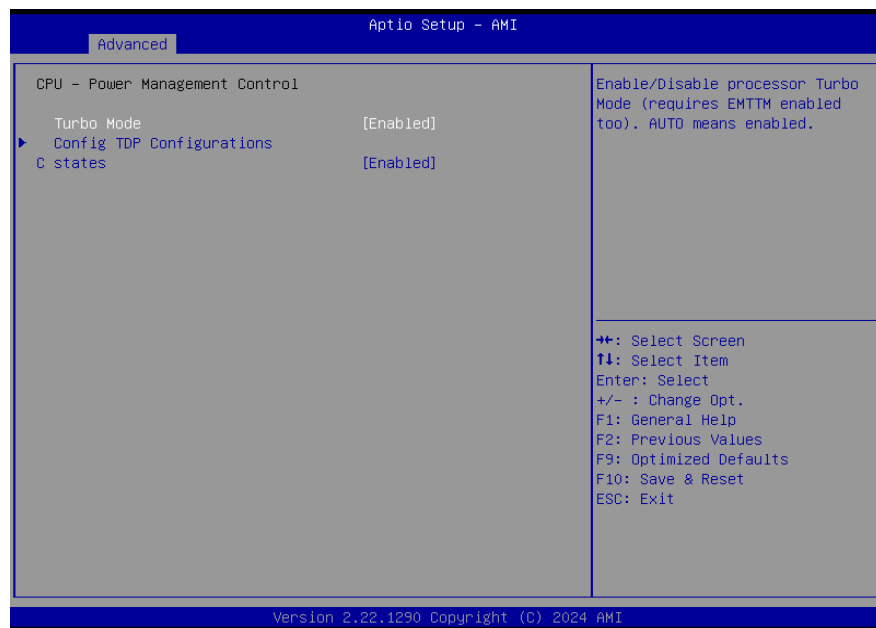 Aptio Setup – AMI
Advanced
CPU – Power Management Control
Turbo Mode [Enabled]
Config TDP Configurations
C states [Enabled]
Enable/Disable processor Turbo
Mode (requires EMTTM enabled
too). AUTO means enabled.
→←: Select Screen
↑↓: Select Item
Enter: Select
+/– : Change Opt.
F1: General Help
F2: Previous Values
F9: Optimized Defaults
F10: Save & Reset
ESC: Exit
Version 2.22.1290 Copyright (C) 2024 AMI